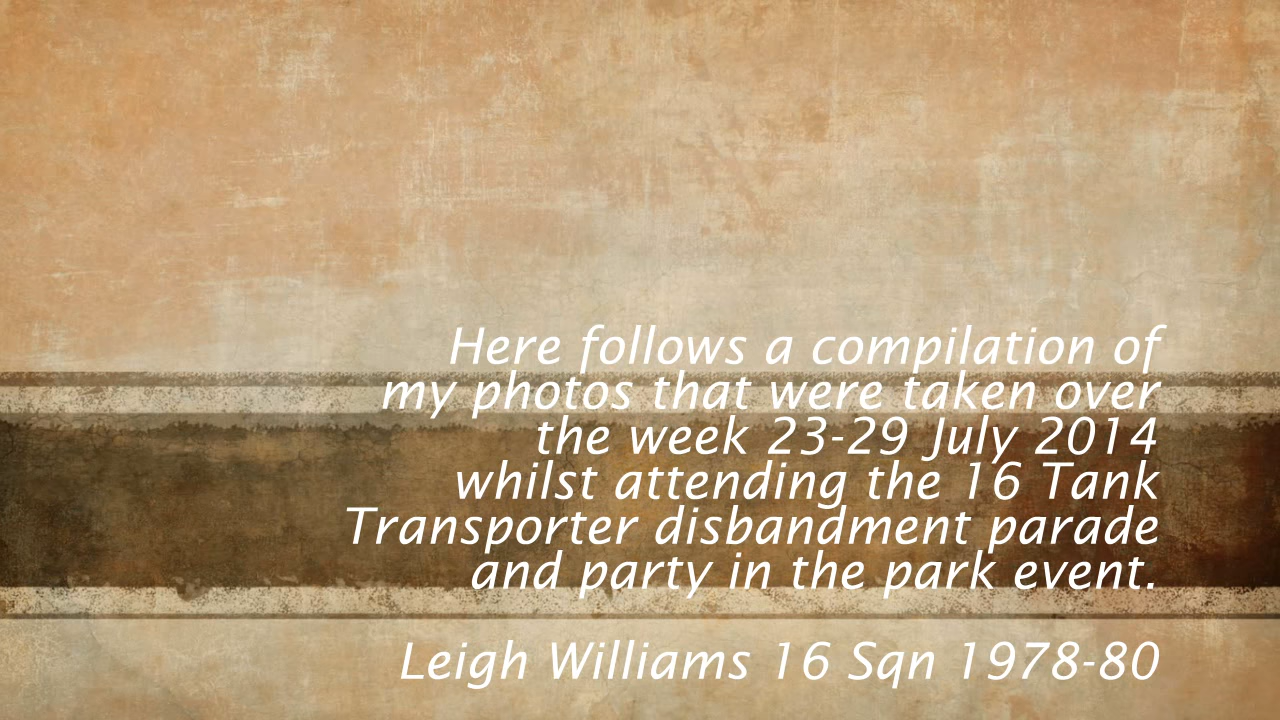 Here follows a compilation of
my photos that were taken over
the week 23-29 July 2014
whilst attending the 16 Tank
Transporter disbandment parade
and party in the park event.
Leigh Williams 16 Sqn 1978-80